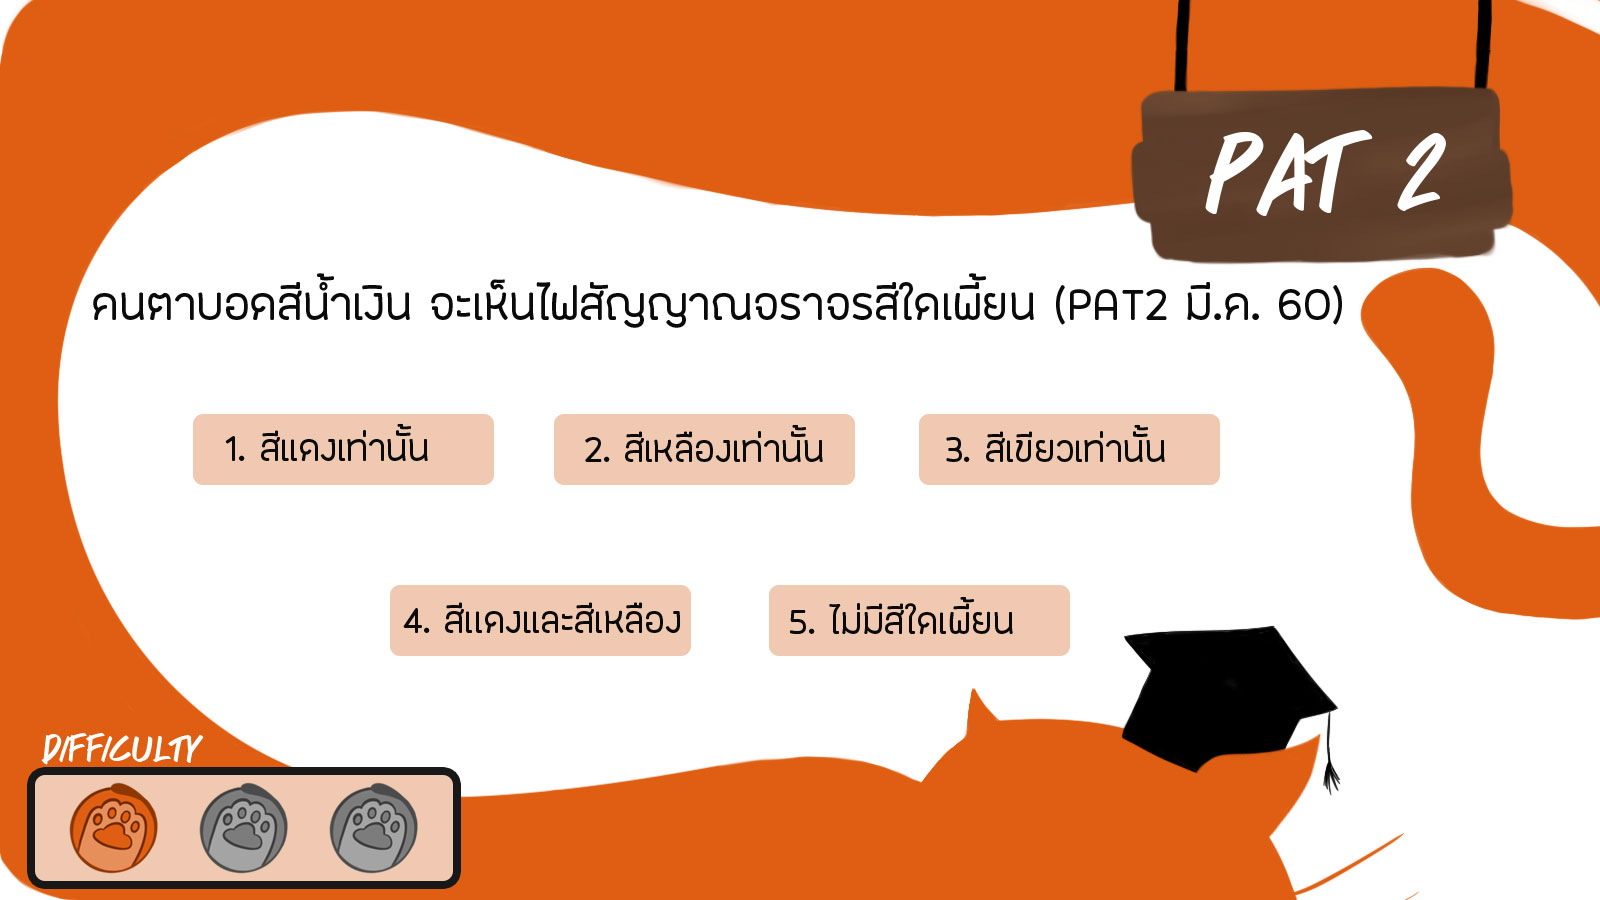 PAT 2
คนตาบอดสีน้ำเงิน จะเห็นไฟสัญญาณจราจรสีใดเพี้ยน (PAT2 มี.ค. 60)
1. สีแดงเท่านั้น
2. สีเหลืองเท่านั้น
3. สีเขียวเท่านั้น
4. สีแดงและสีเหลือง
5. ไม่มีสีใดเพี้ยน
DIFFICULTY